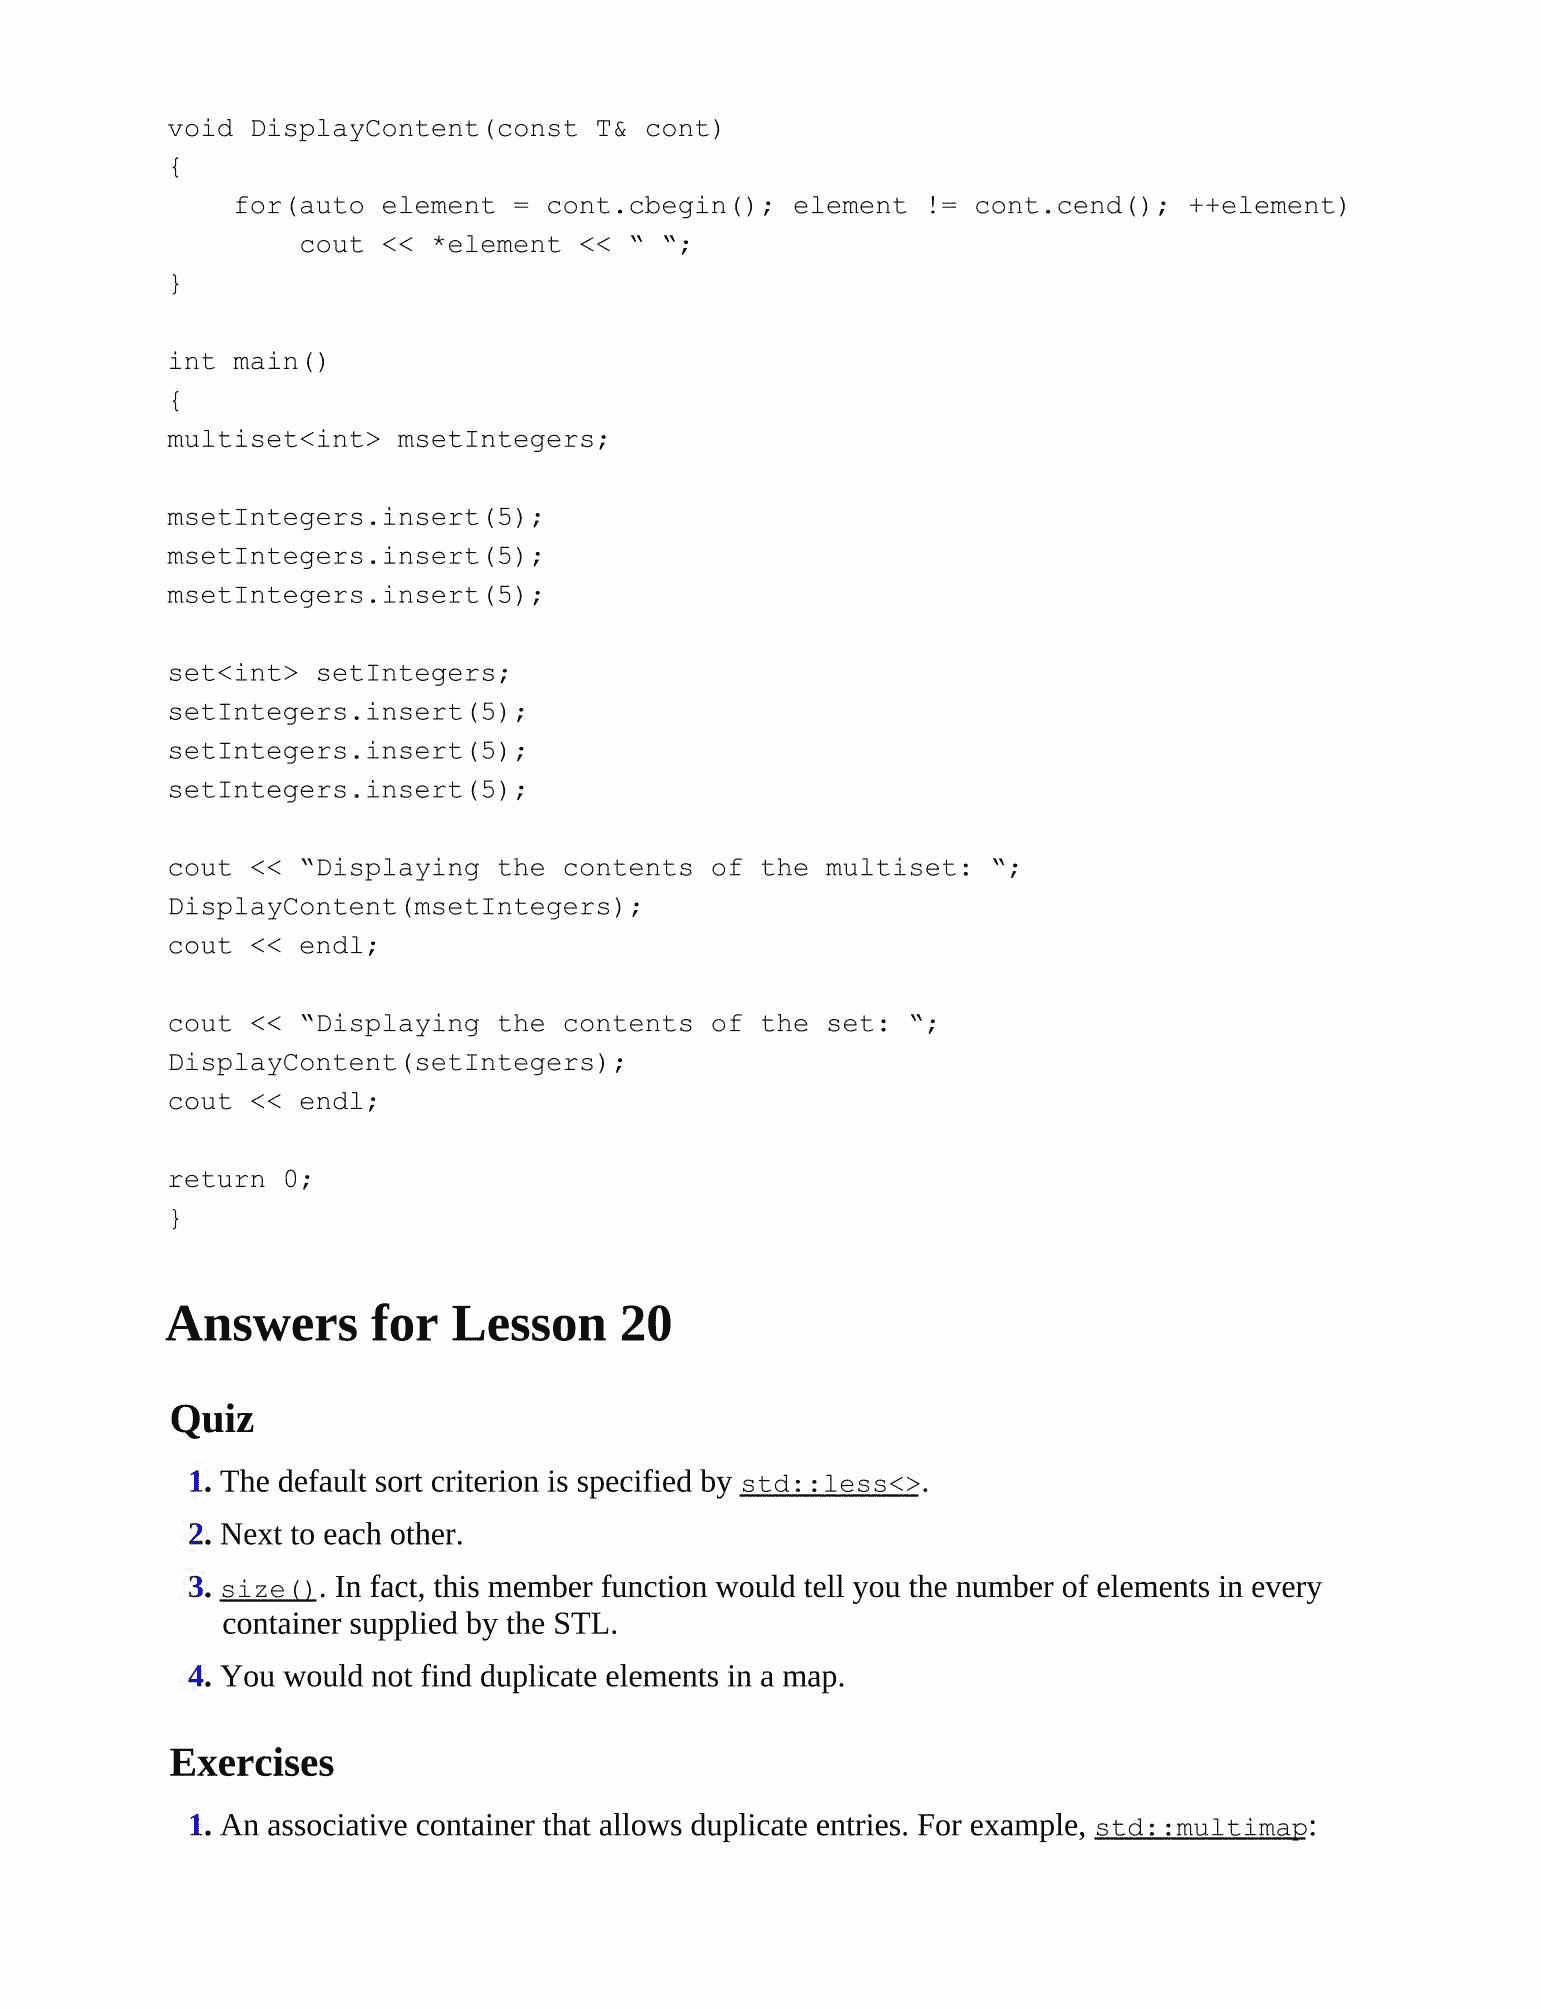 void DisplayContent(const T& cont)
{
    for(auto element = cont.cbegin(); element != cont.cend(); ++element)
        cout << *element << “ “;
}

int main()
{
multiset<int> msetIntegers;

msetIntegers.insert(5);
msetIntegers.insert(5);
msetIntegers.insert(5);

set<int> setIntegers;
setIntegers.insert(5);
setIntegers.insert(5);
setIntegers.insert(5);

cout << “Displaying the contents of the multiset: “;
DisplayContent(msetIntegers);
cout << endl;

cout << “Displaying the contents of the set: “;
DisplayContent(setIntegers);
cout << endl;

return 0;
}

Answers for Lesson 20
Quiz
1. The default sort criterion is specified by std::less<>.
2. Next to each other.
3. size(). In fact, this member function would tell you the number of elements in every
container supplied by the STL.
4. You would not find duplicate elements in a map.
Exercises
1. An associative container that allows duplicate entries. For example, std::multimap: